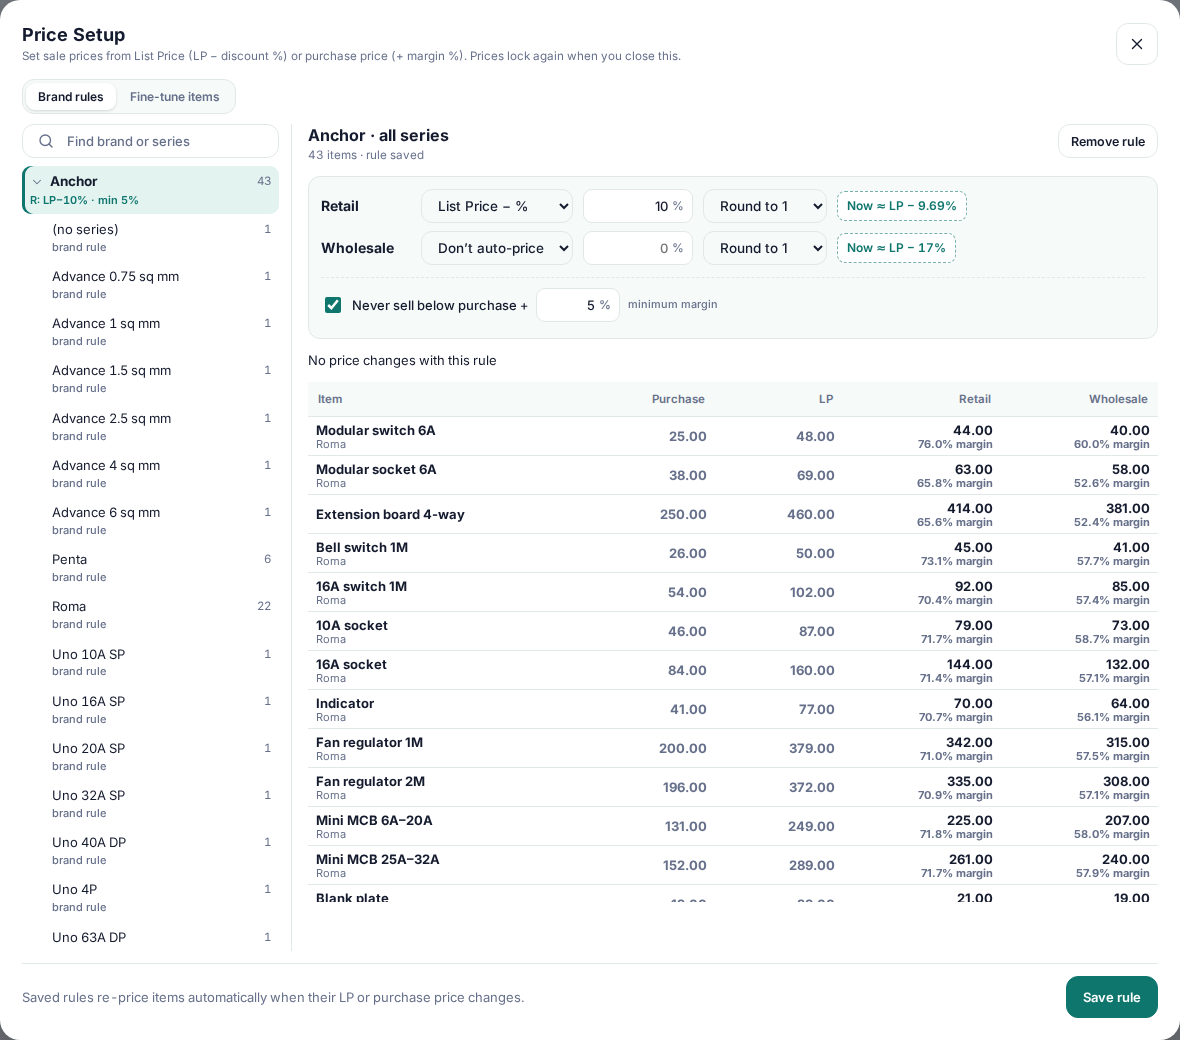 Price Setup
Set sale prices from List Price (LP − discount %) or purchase price (+ margin %). Prices lock again when you close this.
Brand rules
Fine-tune items
Find brand or series
Anchor 43
R: LP−10% · min 5%
(no series) 1
brand rule
Advance 0.75 sq mm 1
brand rule
Advance 1 sq mm 1
brand rule
Advance 1.5 sq mm 1
brand rule
Advance 2.5 sq mm 1
brand rule
Advance 4 sq mm 1
brand rule
Advance 6 sq mm 1
brand rule
Penta 6
brand rule
Roma 22
brand rule
Uno 10A SP 1
brand rule
Uno 16A SP 1
brand rule
Uno 20A SP 1
brand rule
Uno 32A SP 1
brand rule
Uno 40A DP 1
brand rule
Uno 4P 1
brand rule
Uno 63A DP 1
Anchor · all series
43 items · rule saved
Remove rule
Retail List Price − % 10 % Round to 1 Now ≈ LP − 9.69%
Wholesale Don't auto-price 0 % Round to 1 Now ≈ LP − 17%
Never sell below purchase + 5 % minimum margin
No price changes with this rule
Item Purchase LP Retail Wholesale
Modular switch 6A 25.00 48.00 44.00 40.00
Roma 76.0% margin 60.0% margin
Modular socket 6A 38.00 69.00 63.00 58.00
Roma 65.8% margin 52.6% margin
Extension board 4-way 250.00 460.00 414.00 381.00
65.6% margin 52.4% margin
Bell switch 1M 26.00 50.00 45.00 41.00
Roma 73.1% margin 57.7% margin
16A switch 1M 54.00 102.00 92.00 85.00
Roma 70.4% margin 57.4% margin
10A socket 46.00 87.00 79.00 73.00
Roma 71.7% margin 58.7% margin
16A socket 84.00 160.00 144.00 132.00
Roma 71.4% margin 57.1% margin
Indicator 41.00 77.00 70.00 64.00
Roma 70.7% margin 56.1% margin
Fan regulator 1M 200.00 379.00 342.00 315.00
Roma 71.0% margin 57.5% margin
Fan regulator 2M 196.00 372.00 335.00 308.00
Roma 70.9% margin 57.1% margin
Mini MCB 6A–20A 131.00 249.00 225.00 207.00
Roma 71.8% margin 58.0% margin
Mini MCB 25A–32A 152.00 289.00 261.00 240.00
Roma 71.7% margin 57.9% margin
Blank plate 21.00 19.00
Saved rules re-price items automatically when their LP or purchase price changes.
Save rule